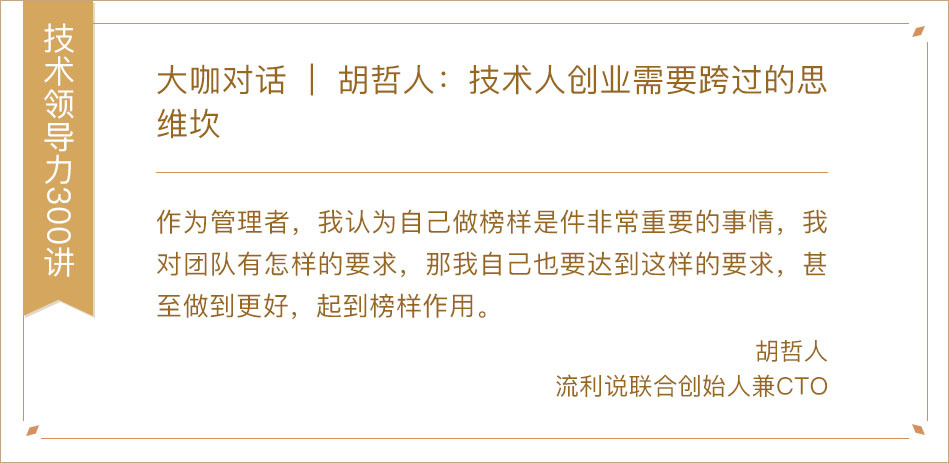 技术领导力300讲
大咖对话 | 胡哲人：技术人创业需要跨过的思
维坎
作为管理者，我认为自己做榜样是件非常重要的事情，我
对团队有怎样的要求，那我自己也要达到这样的要求，甚
至做到更好，起到榜样作用。
胡哲人
流利说联合创始人兼CTO